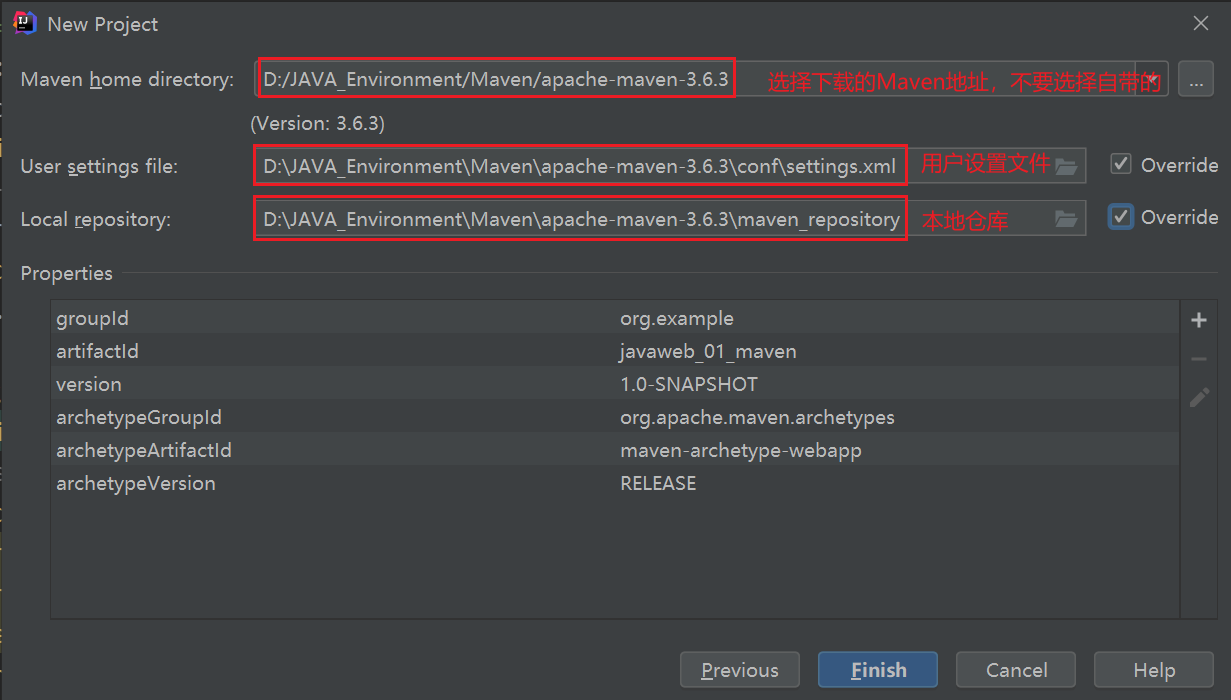 New Project
Maven home directory: D:/JAVA_Environment/Maven/apache-maven-3.6.3 选择下载的Maven地址，不要选择自带的 ...
(Version: 3.6.3)
User settings file: D:\JAVA_Environment\Maven\apache-maven-3.6.3\conf\settings.xml 用户设置文件 Override
Local repository: D:\JAVA_Environment\Maven\apache-maven-3.6.3\maven_repository 本地仓库 Override
Properties
groupId org.example
artifactId javaweb_01_maven
version 1.0-SNAPSHOT
archetypeGroupId org.apache.maven.archetypes
archetypeArtifactId maven-archetype-webapp
archetypeVersion RELEASE
Previous Finish Cancel Help